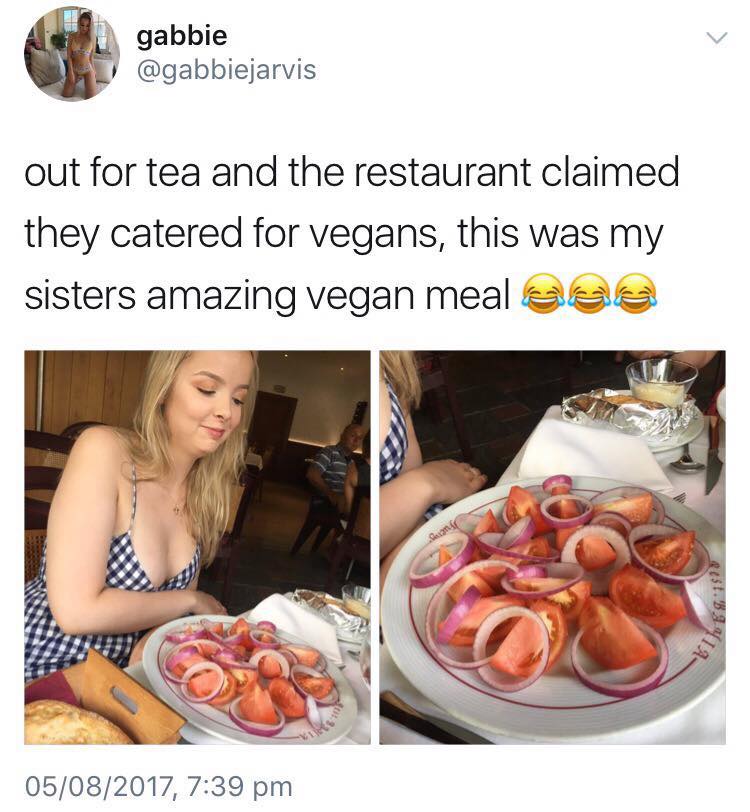 gabbie
@gabbiejarvis
out for tea and the restaurant claimed
they catered for vegans, this was my
sisters amazing vegan meal 😂😂😂
05/08/2017, 7:39 pm